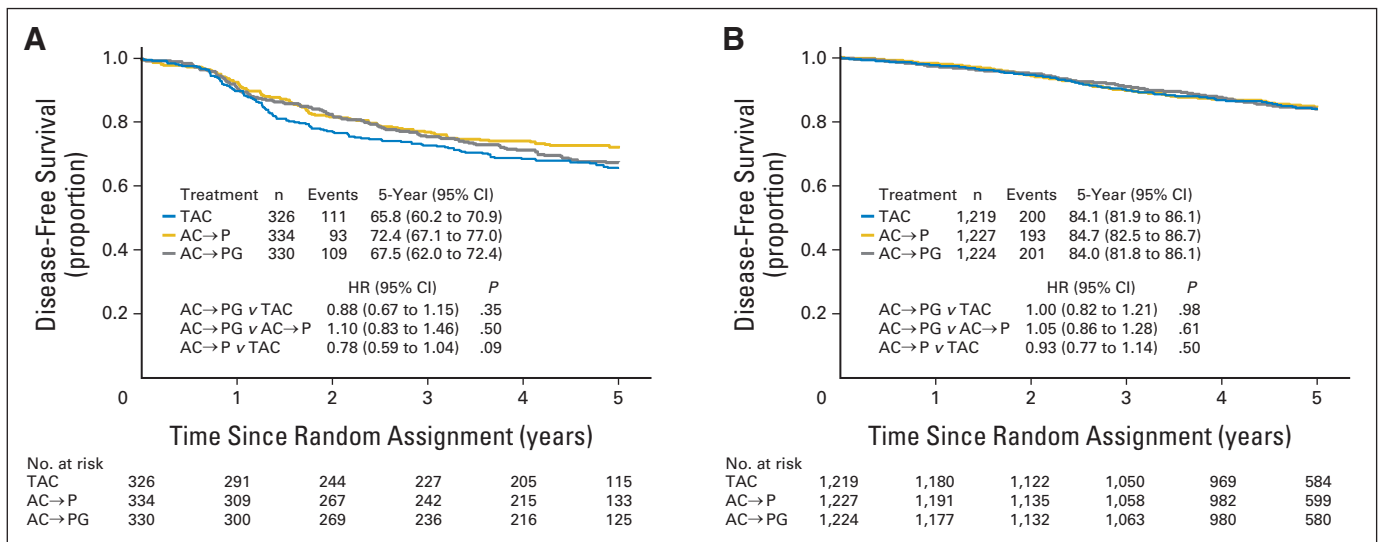 A
Disease-Free Survival
(proportion)
1.0
0.8
0.6
0.4
0.2
0 1 2 3 4 5
Treatment n Events 5-Year (95% CI)
TAC 326 111 65.8 (60.2 to 70.9)
AC→P 334 93 72.4 (67.1 to 77.0)
AC→PG 330 109 67.5 (62.0 to 72.4)
HR (95% CI) P
AC→PG v TAC 0.88 (0.67 to 1.15) .35
AC→PG v AC→P 1.10 (0.83 to 1.46) .50
AC→P v TAC 0.78 (0.59 to 1.04) .09
Time Since Random Assignment (years)
No. at risk
TAC 326 291 244 227 205 115
AC→P 334 309 267 242 215 133
AC→PG 330 300 269 236 216 125
B
Disease-Free Survival
(proportion)
1.0
0.8
0.6
0.4
0.2
0 1 2 3 4 5
Treatment n Events 5-Year (95% CI)
TAC 1,219 200 84.1 (81.9 to 86.1)
AC→P 1,227 193 84.7 (82.5 to 86.7)
AC→PG 1,224 201 84.0 (81.8 to 86.1)
HR (95% CI) P
AC→PG v TAC 1.00 (0.82 to 1.21) .98
AC→PG v AC→P 1.05 (0.86 to 1.28) .61
AC→P v TAC 0.93 (0.77 to 1.14) .50
Time Since Random Assignment (years)
No. at risk
TAC 1,219 1,180 1,122 1,050 969 584
AC→P 1,227 1,191 1,135 1,058 982 599
AC→PG 1,224 1,177 1,132 1,063 980 580